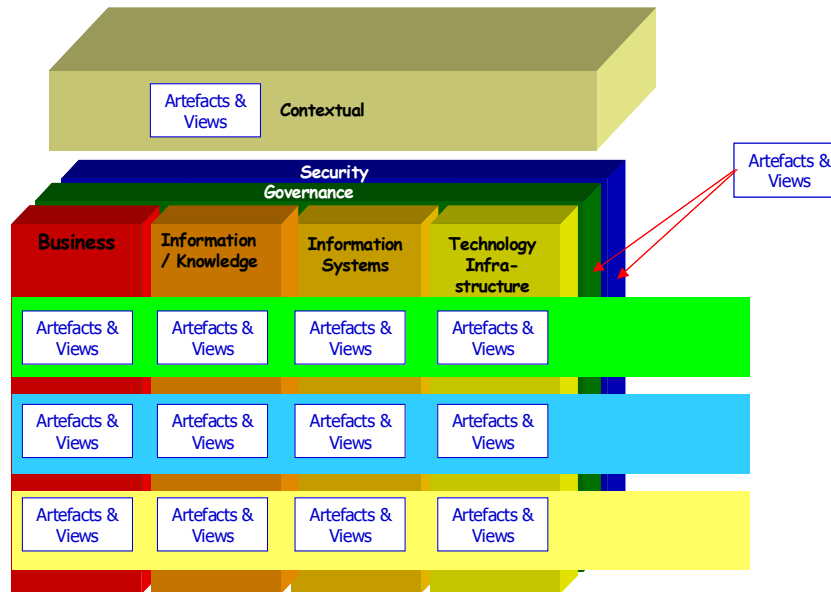 Artefacts &
Views
Contextual
Security
Governance
Artefacts &
Views
Business
Information
/ Knowledge
Information
Systems
Technology
Infra-
structure
Artefacts &
Views
Artefacts &
Views
Artefacts &
Views
Artefacts &
Views
Artefacts &
Views
Artefacts &
Views
Artefacts &
Views
Artefacts &
Views
Artefacts &
Views
Artefacts &
Views
Artefacts &
Views
Artefacts &
Views